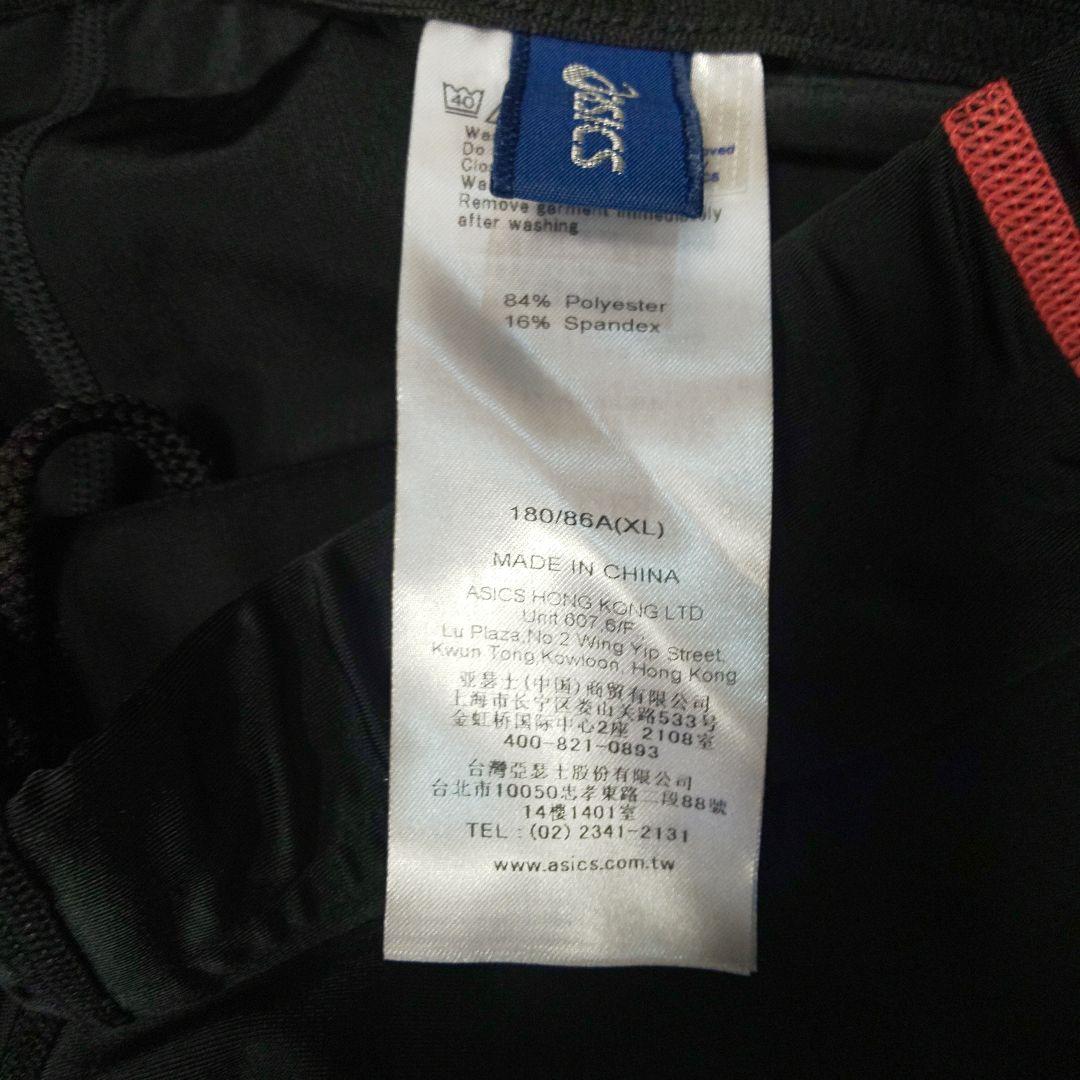 asics
40
Do
Remove garment immediately
after washing
84% Polyester
16% Spandex
180/86A(XL)
MADE IN CHINA
ASICS HONG KONG LTD
Unit 607,6/F
Lu Plaza,No.2 Wing Yip Street,
Kwun Tong,Kowloon, Hong Kong
亚瑟士(中国)商贸有限公司
上海市长宁区娄山关路533号
金虹桥国际中心2座 2108室
400-821-0893
台灣亞瑟士股份有限公司
台北市10050忠孝東路二段88號
14樓1401室
TEL : (02) 2341-2131
www.asics.com.tw